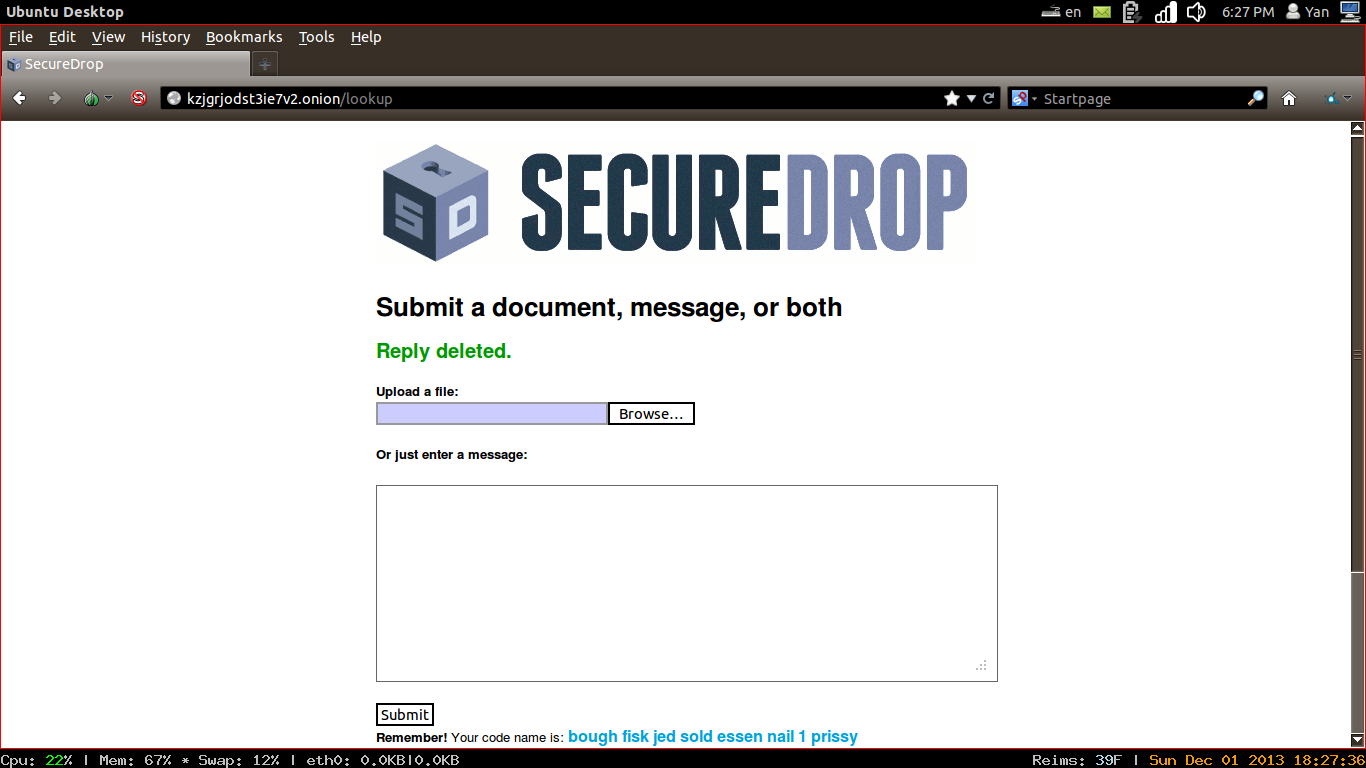 Ubuntu Desktop en 6:27 PM Yan
File Edit View History Bookmarks Tools Help
SecureDrop
kzjgrjodst3ie7v2.onion/lookup Startpage
S D SECUREDROP
Submit a document, message, or both
Reply deleted.
Upload a file:
Browse...
Or just enter a message:
Submit
Remember! Your code name is: bough fisk jed sold essen nail 1 prissy
Cpu: 22% | Mem: 67% * Swap: 12% | eth0: 0.0KB|0.0KB Reims: 39F | Sun Dec 01 2013 18:27:36